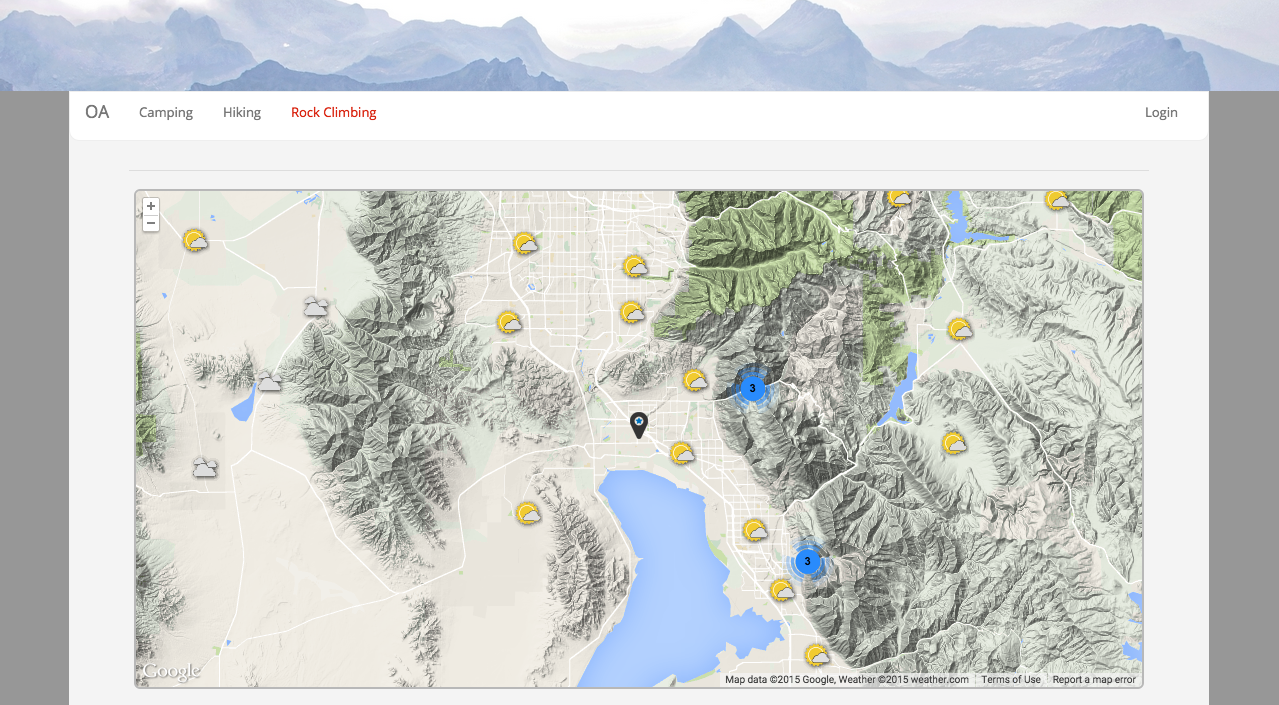 OA Camping Hiking Rock Climbing Login
+
−
3
3
Google
Map data ©2015 Google, Weather ©2015 weather.com Terms of Use Report a map error